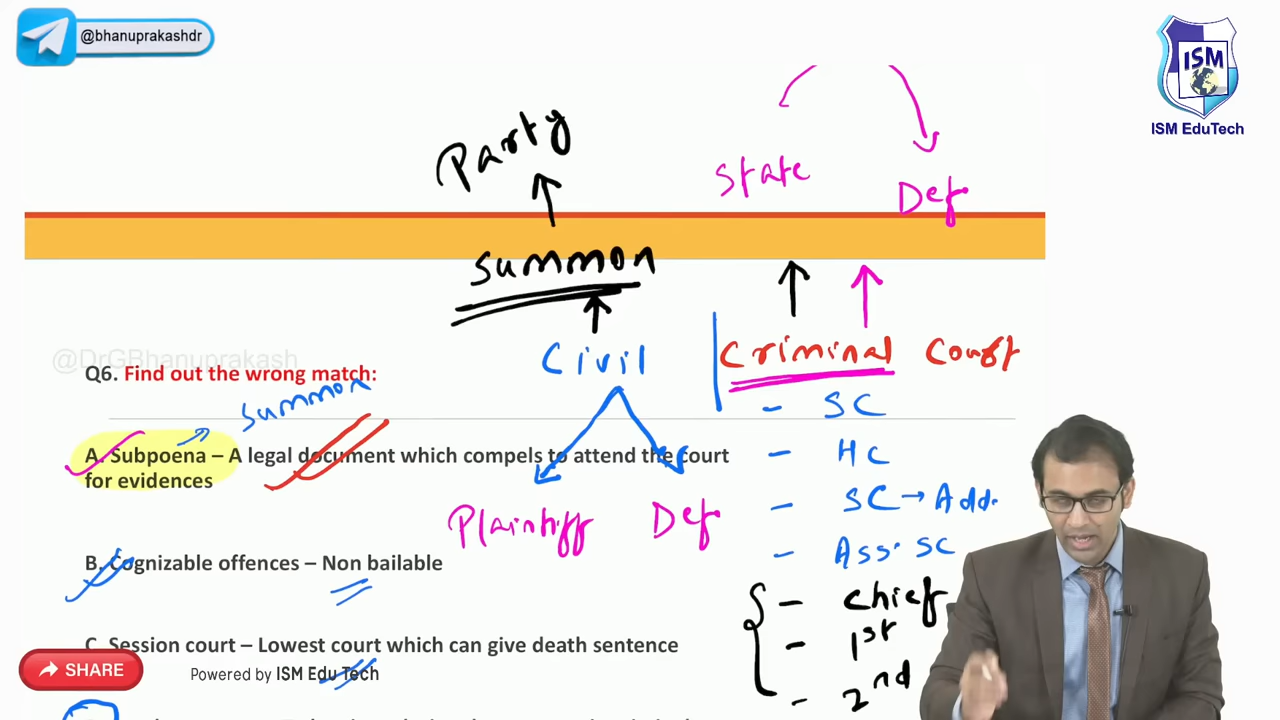 @bhanuprakashdr
ISM
ISM EduTech
Party
State
Def
Summon
Civil
Criminal Court
@DrGBhanuprakash
Q6. Find out the wrong match:
Summon
A. Subpoena – A legal document which compels to attend the court
for evidences
Plaintiff Def
B. Cognizable offences – Non bailable
C. Session court – Lowest court which can give death sentence
- SC
- HC
- SC → Add.
- Ass. SC
- Chief
- 1st
- 2nd
SHARE
Powered by ISM Edu Tech